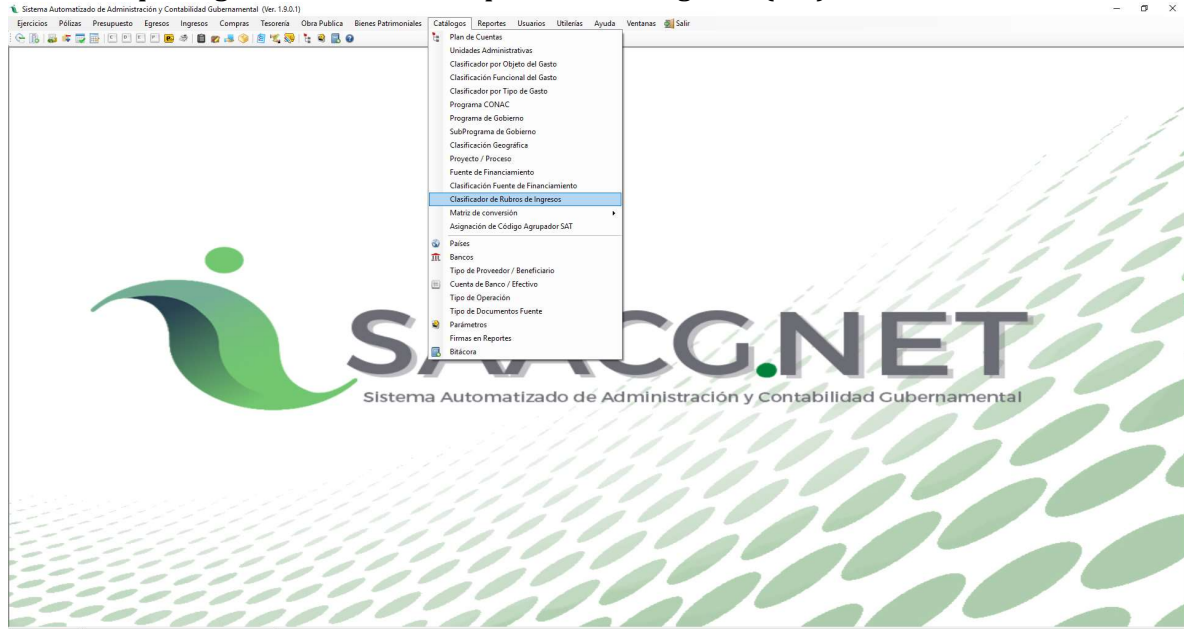 Sistema Automatizado de Administración y Contabilidad Gubernamental (Ver. 1.9.0.1)
Ejercicios Pólizas Presupuesto Egresos Ingresos Compras Tesorería Obra Publica Bienes Patrimoniales Catálogos Reportes Usuarios Utilerías Ayuda Ventanas Salir
Plan de Cuentas
Unidades Administrativas
Clasificador por Objeto del Gasto
Clasificación Funcional del Gasto
Clasificador por Tipo de Gasto
Programa CONAC
Programa de Gobierno
SubPrograma de Gobierno
Clasificación Geográfica
Proyecto / Proceso
Fuente de Financiamiento
Clasificación Fuente de Financiamiento
Clasificador de Rubros de Ingresos
Matriz de conversión
Asignación de Código Agrupador SAT
Países
Bancos
Tipo de Proveedor / Beneficiario
Cuenta de Banco / Efectivo
Tipo de Operación
Tipo de Documentos Fuente
Parámetros
Firmas en Reportes
Bitácora
SAACG.NET
Sistema Automatizado de Administración y Contabilidad Gubernamental